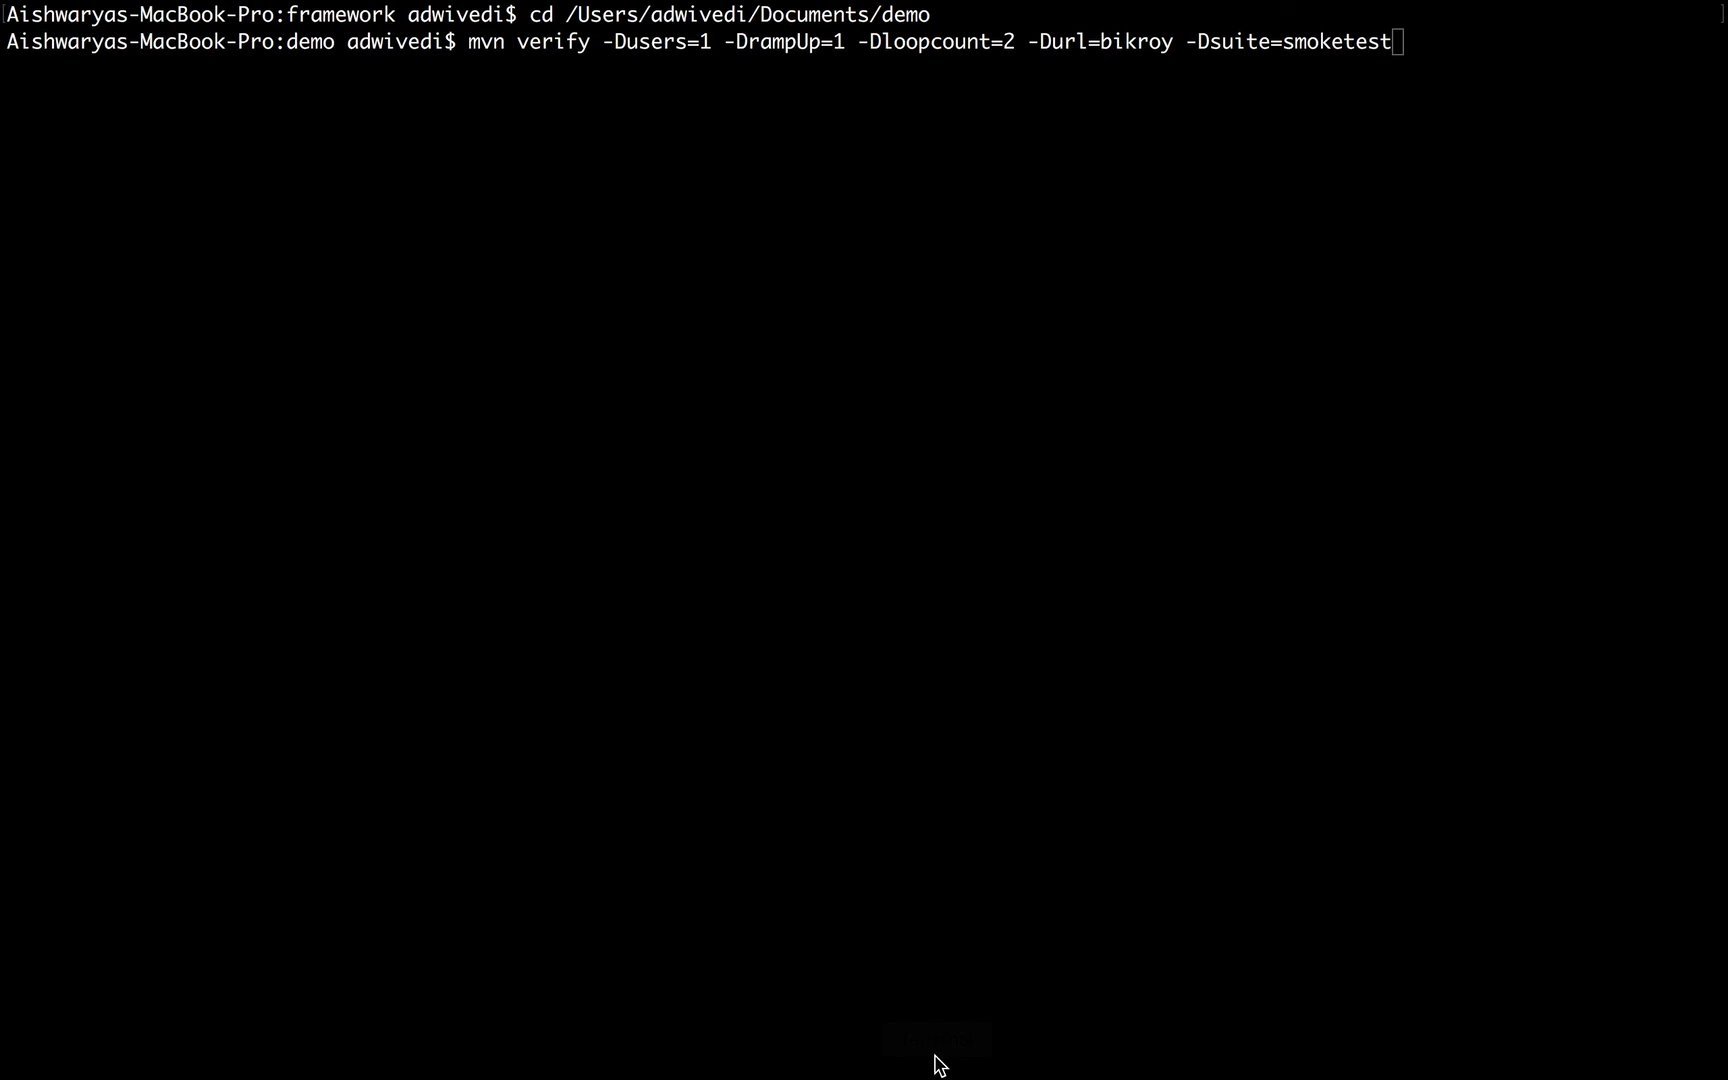 Aishwaryas-MacBook-Pro:framework adwivedi$ cd /Users/adwivedi/Documents/demo
Aishwaryas-MacBook-Pro:demo adwivedi$ mvn verify -Dusers=1 -DrampUp=1 -Dloopcount=2 -Durl=bikroy -Dsuite=smoketest